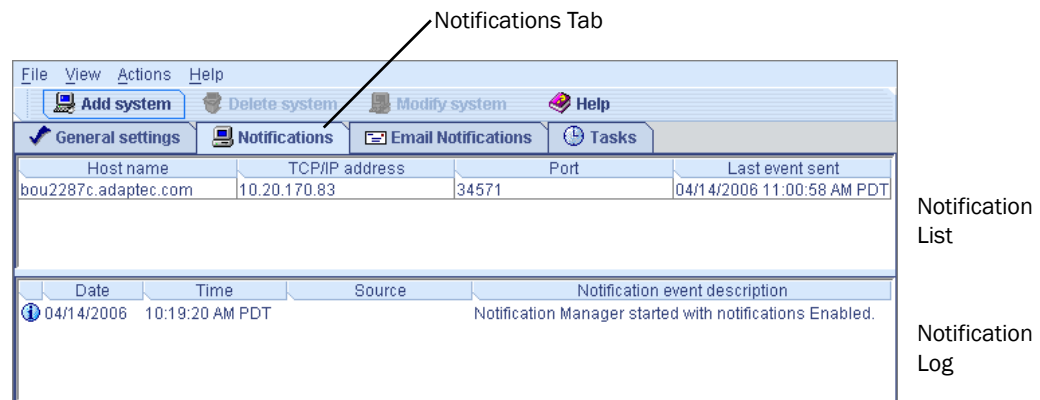 Notifications Tab
File View Actions Help
Add system Delete system Modify system Help
General settings Notifications Email Notifications Tasks
Host name TCP/IP address Port Last event sent
bou2287c.adaptec.com 10.20.170.83 34571 04/14/2006 11:00:58 AM PDT
Notification
List
Date Time Source Notification event description
04/14/2006 10:19:20 AM PDT Notification Manager started with notifications Enabled.
Notification
Log